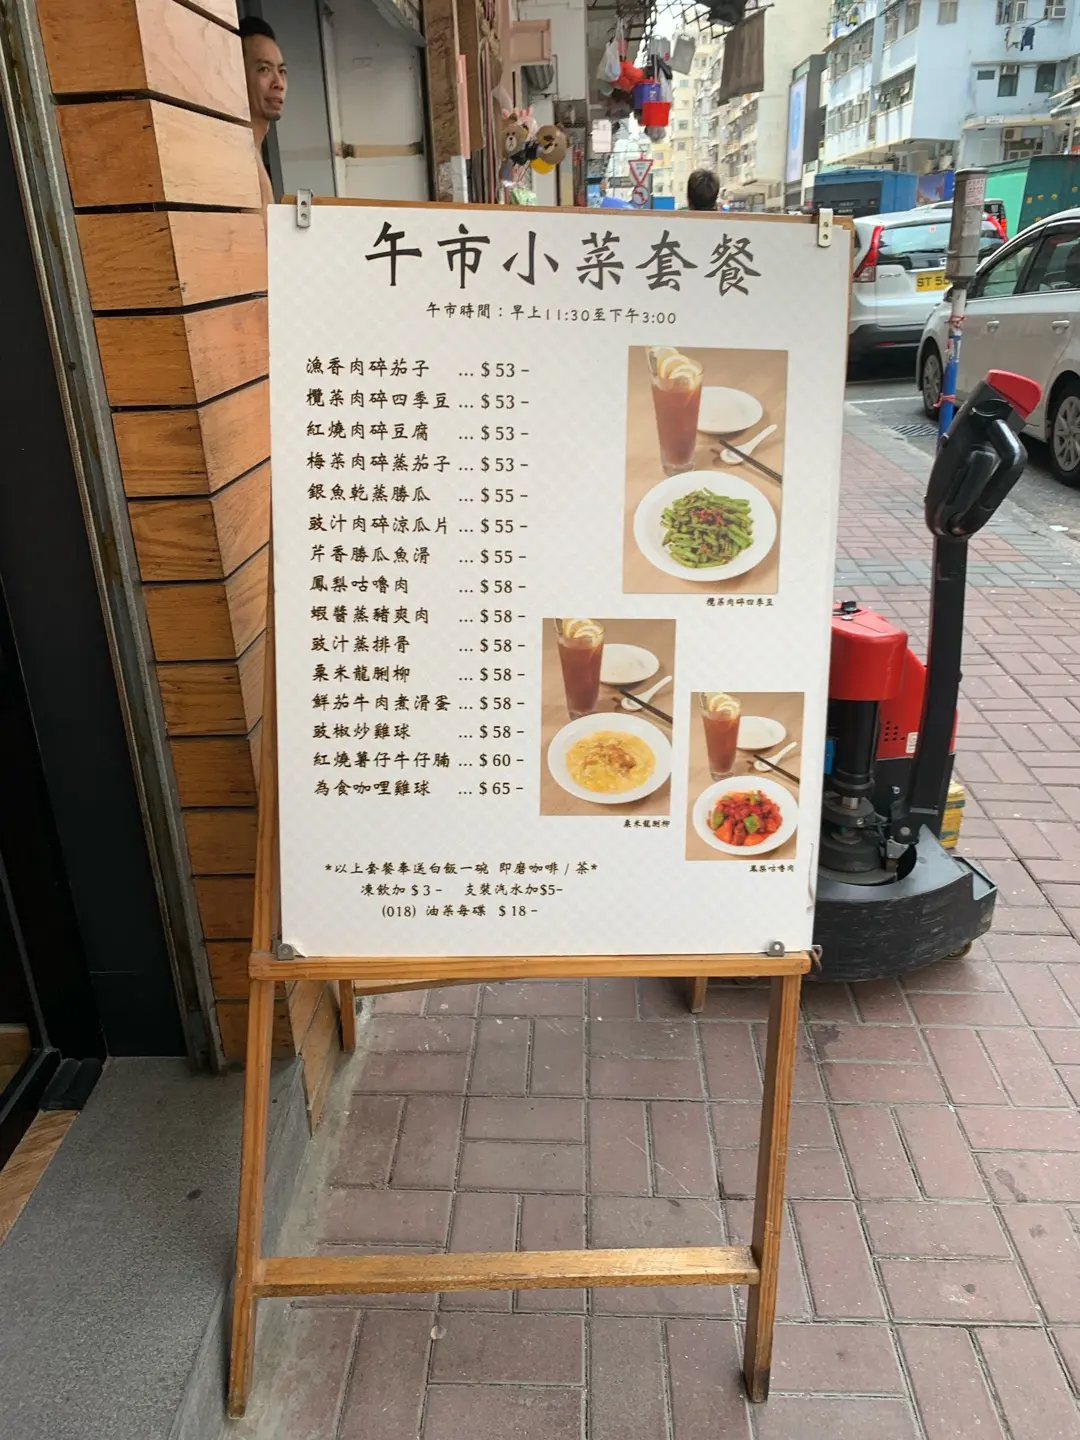 午市小菜套餐
午市時間：早上11:30至下午3:00
漁香肉碎茄子 ... $53-
欖菜肉碎四季豆 ... $53-
紅燒肉碎豆腐 ... $53-
梅菜肉碎蒸茄子 ... $53-
銀魚乾蒸勝瓜 ... $55-
豉汁肉碎涼瓜片 ... $55-
芹香勝瓜魚滑 ... $55-
鳳梨咕嚕肉 ... $58-
蝦醬蒸豬爽肉 ... $58-
豉汁蒸排骨 ... $58-
粟米龍脷柳 ... $58-
鮮茄牛肉煮滑蛋 ... $58-
豉椒炒雞球 ... $58-
紅燒薯仔牛仔腩 ... $60-
為食咖哩雞球 ... $65-
欖菜肉碎四季豆
粟米龍脷柳
鳳梨咕嚕肉
*以上套餐奉送白飯一碗 即磨咖啡 / 茶*
凍飲加 $3- 支裝汽水加$5-
(018) 油菜每碟 $18-